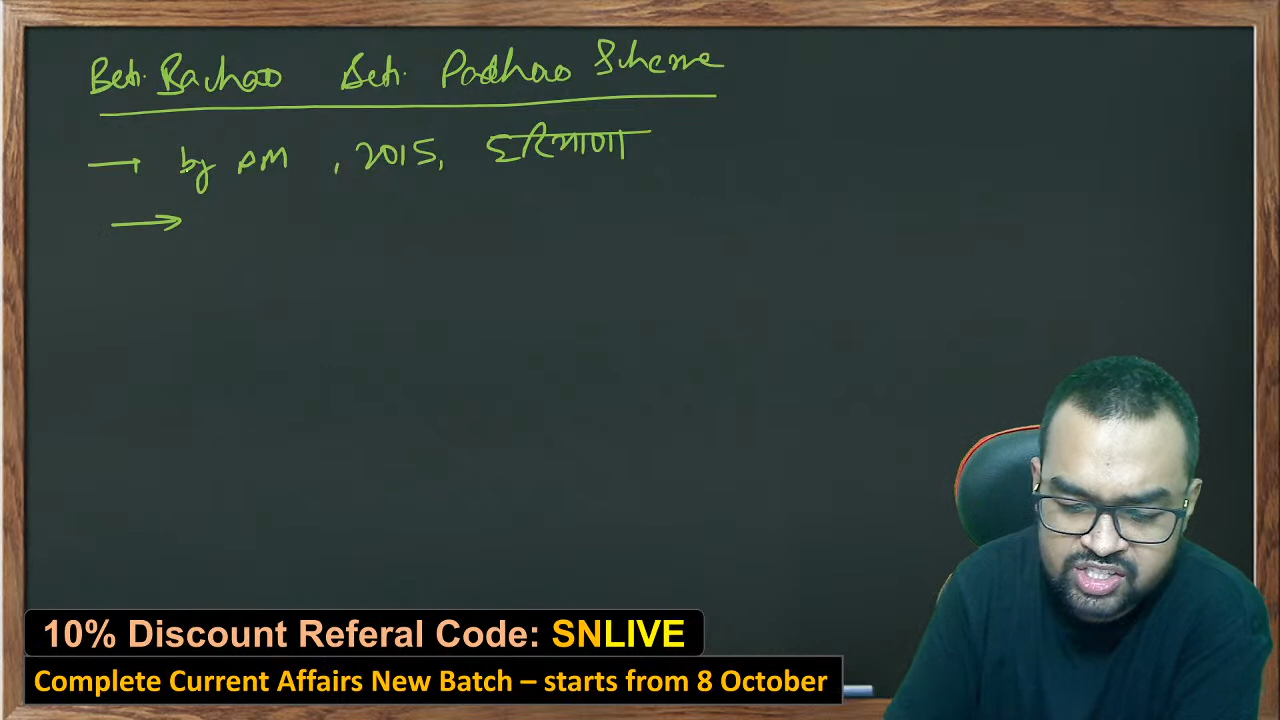 Beti Bachao Beti Padhao Scheme
by PM , 2015, हरियाणा
10% Discount Referal Code: SNLIVE
Complete Current Affairs New Batch – starts from 8 October